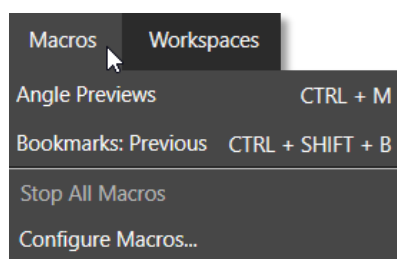 Macros Workspaces
Angle Previews CTRL + M
Bookmarks: Previous CTRL + SHIFT + B
Stop All Macros
Configure Macros...